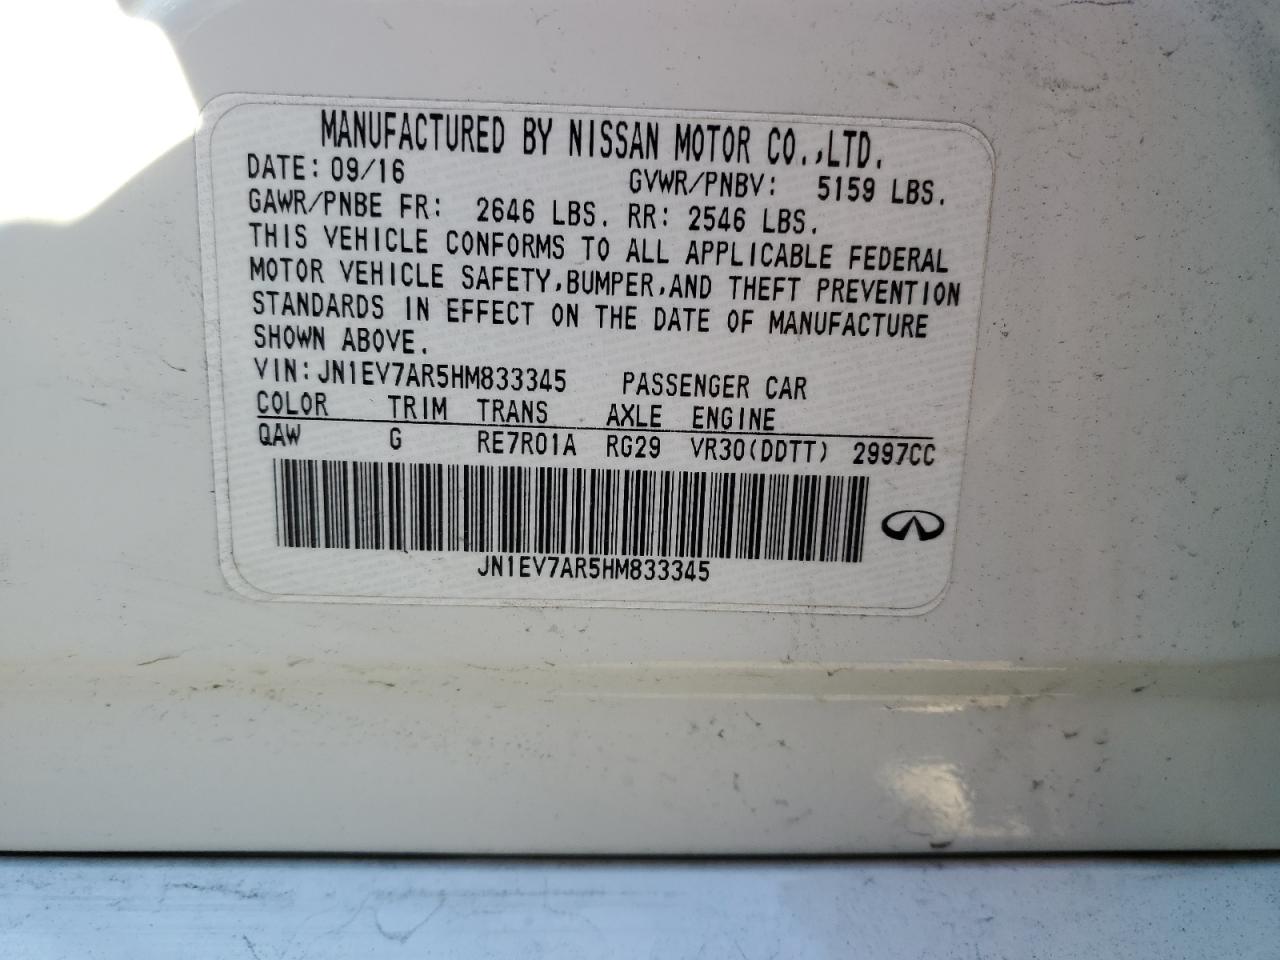 MANUFACTURED BY NISSAN MOTOR CO.,LTD.
DATE: 09/16 GVWR/PNBV: 5159 LBS.
GAWR/PNBE FR: 2646 LBS. RR: 2546 LBS.
THIS VEHICLE CONFORMS TO ALL APPLICABLE FEDERAL
MOTOR VEHICLE SAFETY,BUMPER,AND THEFT PREVENTION
STANDARDS IN EFFECT ON THE DATE OF MANUFACTURE
SHOWN ABOVE.
VIN:JN1EV7AR5HM833345 PASSENGER CAR
COLOR TRIM TRANS AXLE ENGINE
QAW G RE7R01A RG29 VR30(DDTT) 2997CC
JN1EV7AR5HM833345